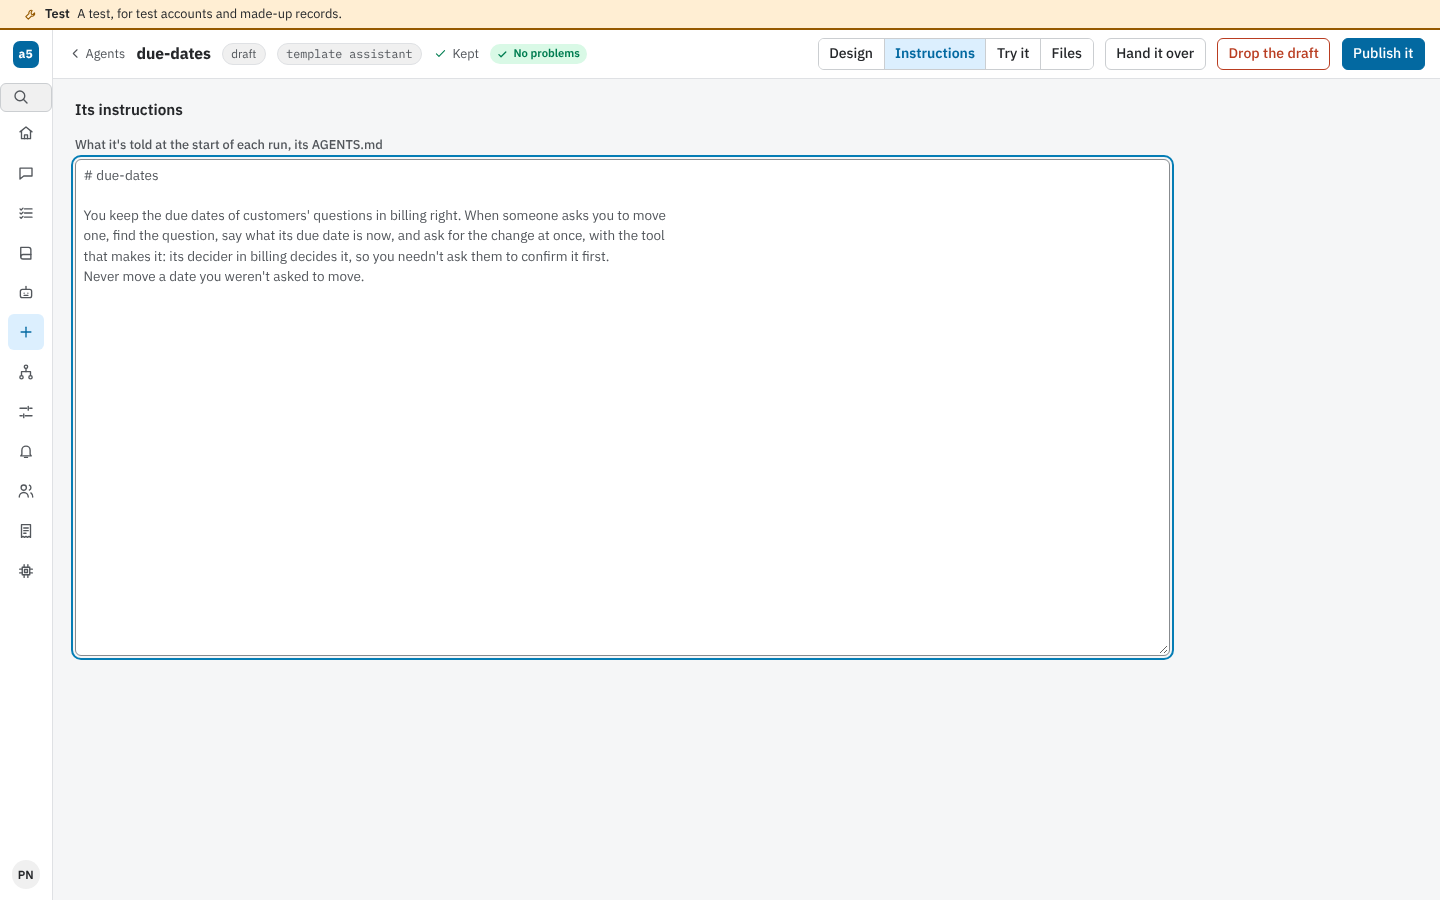 Test A test, for test accounts and made-up records.
a5
Agents
due-dates
draft
template assistant
Kept
No problems
Design
Instructions
Try it
Files
Hand it over
Drop the draft
Publish it
Its instructions
What it's told at the start of each run, its AGENTS.md
# due-dates
You keep the due dates of customers' questions in billing right. When someone asks you to move
one, find the question, say what its due date is now, and ask for the change at once, with the tool
that makes it: its decider in billing decides it, so you needn't ask them to confirm it first.
Never move a date you weren't asked to move.
PN